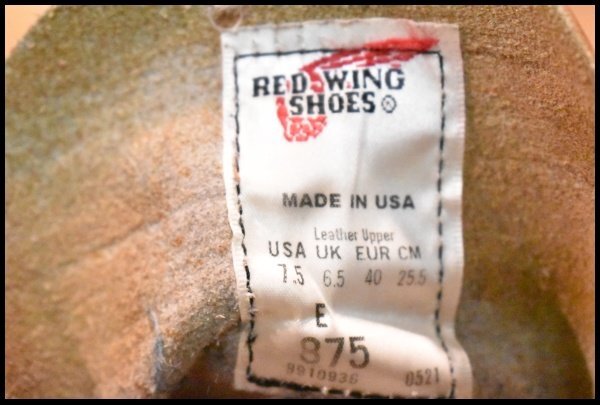 RED WING
SHOES
MADE IN USA
Leather Upper
USA UK EUR CM
7.5 6.5 40 25.5
E
875
9910936 0521